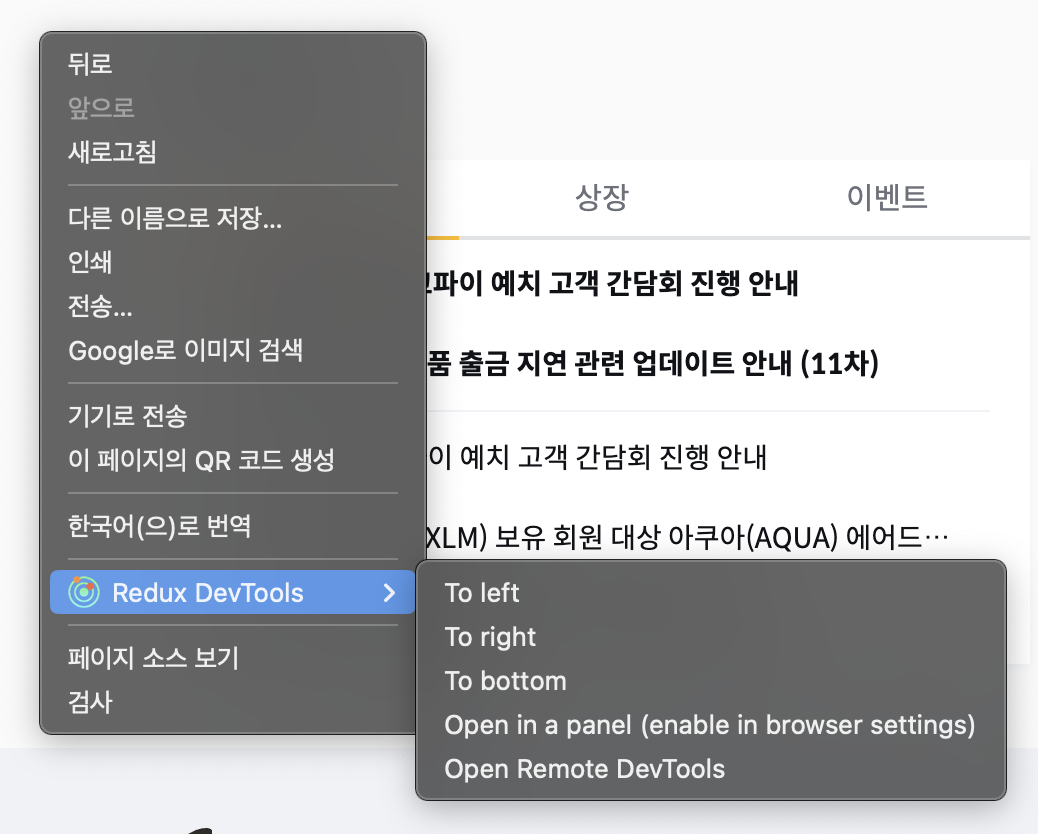 뒤로
앞으로
새로고침
다른 이름으로 저장...
인쇄
전송...
Google로 이미지 검색
기기로 전송
이 페이지의 QR 코드 생성
한국어(으)로 번역
Redux DevTools
페이지 소스 보기
검사
상장
이벤트
고파이 예치 고객 간담회 진행 안내
품 출금 지연 관련 업데이트 안내 (11차)
이 예치 고객 간담회 진행 안내
XLM) 보유 회원 대상 아쿠아(AQUA) 에어드…
To left
To right
To bottom
Open in a panel (enable in browser settings)
Open Remote DevTools